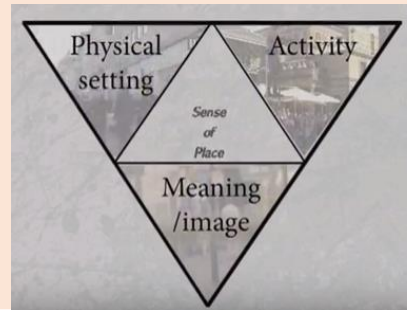 Physical
setting
Activity
Sense
of
Place
Meaning
/image